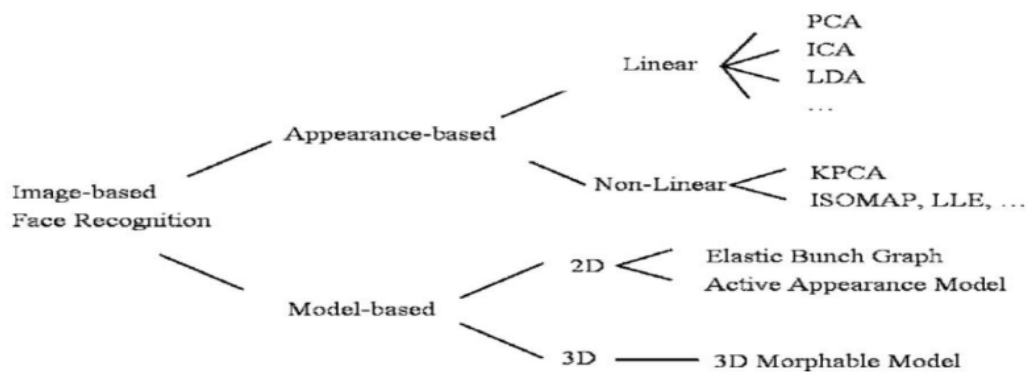 PCA
ICA
Linear
LDA
...
Appearance-based
KPCA
Non-Linear
Image-based
ISOMAP, LLE, ...
Face Recognition
Elastic Bunch Graph
2D
Active Appearance Model
Model-based
3D
3D Morphable Model